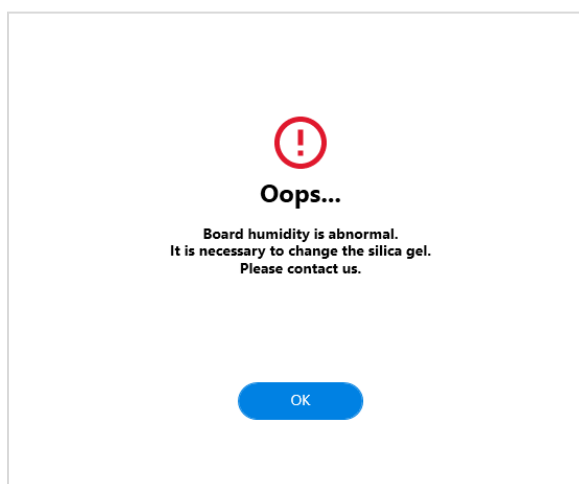 Oops...
Board humidity is abnormal.
It is necessary to change the silica gel.
Please contact us.
OK